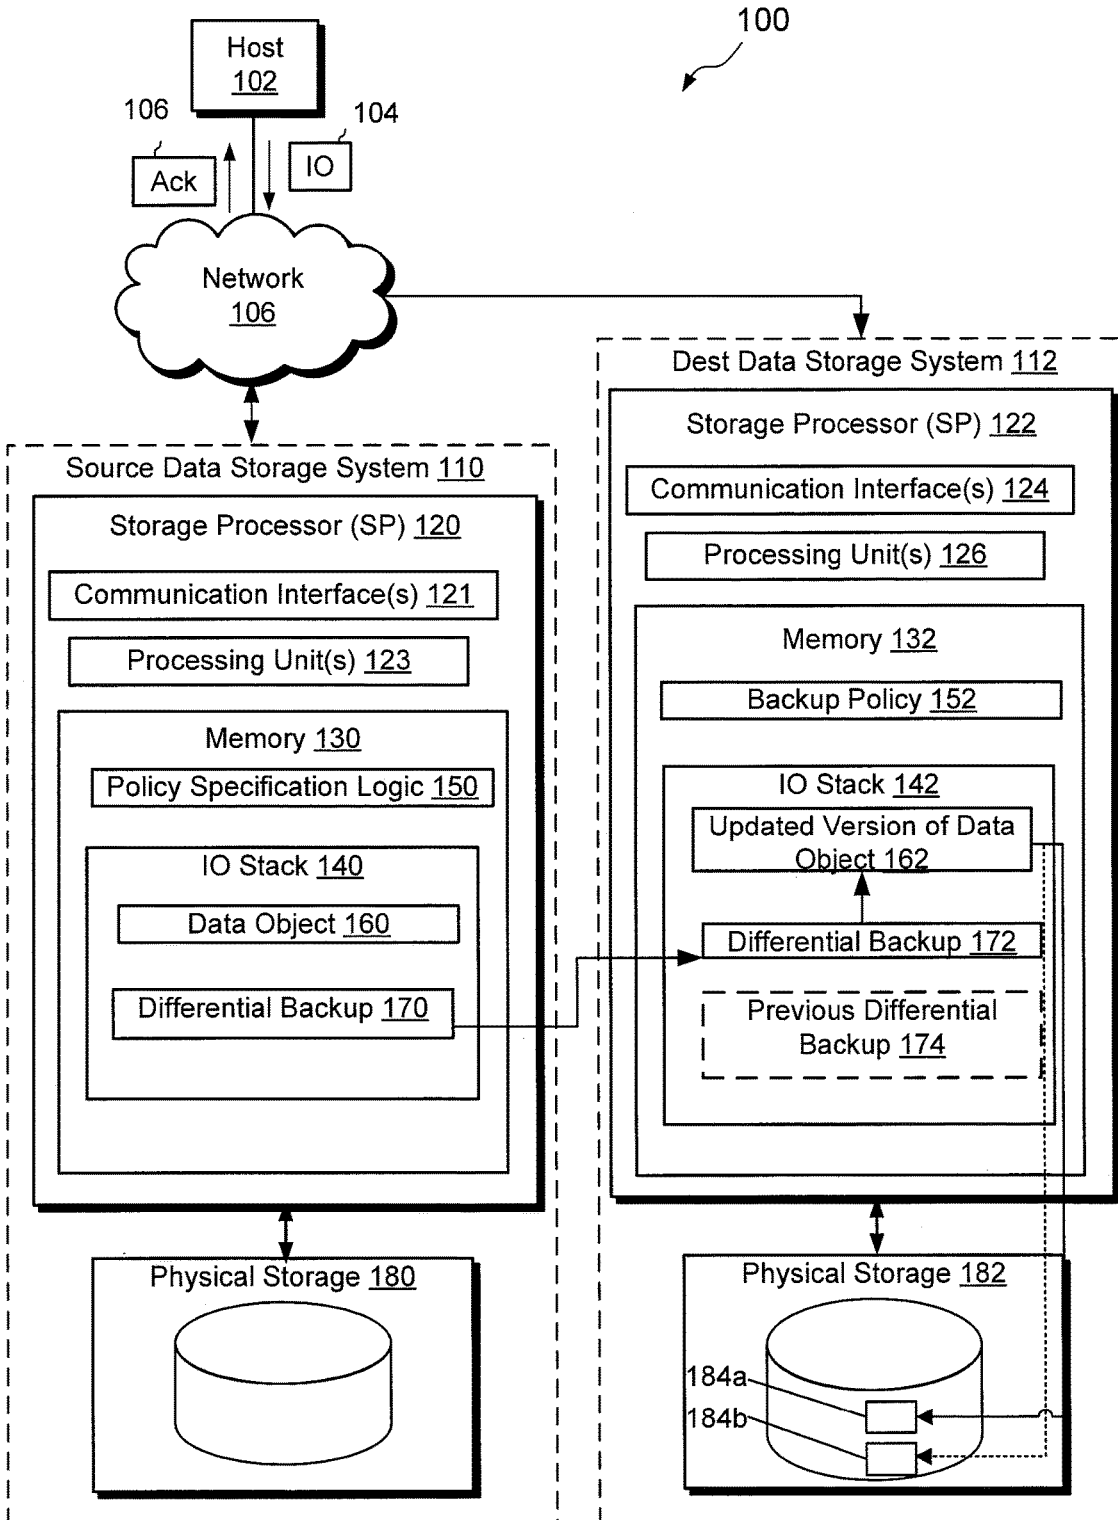 100
Host
102
106
104
Ack
IO
Network
106
Dest Data Storage System 112
Storage Processor (SP) 122
Communication Interface(s) 124
Processing Unit(s) 126
Memory 132
Backup Policy 152
IO Stack 142
Updated Version of Data
Object 162
Differential Backup 172
Previous Differential
Backup 174
Source Data Storage System 110
Storage Processor (SP) 120
Communication Interface(s) 121
Processing Unit(s) 123
Memory 130
Policy Specification Logic 150
IO Stack 140
Data Object 160
Differential Backup 170
Physical Storage 180
Physical Storage 182
184a
184b